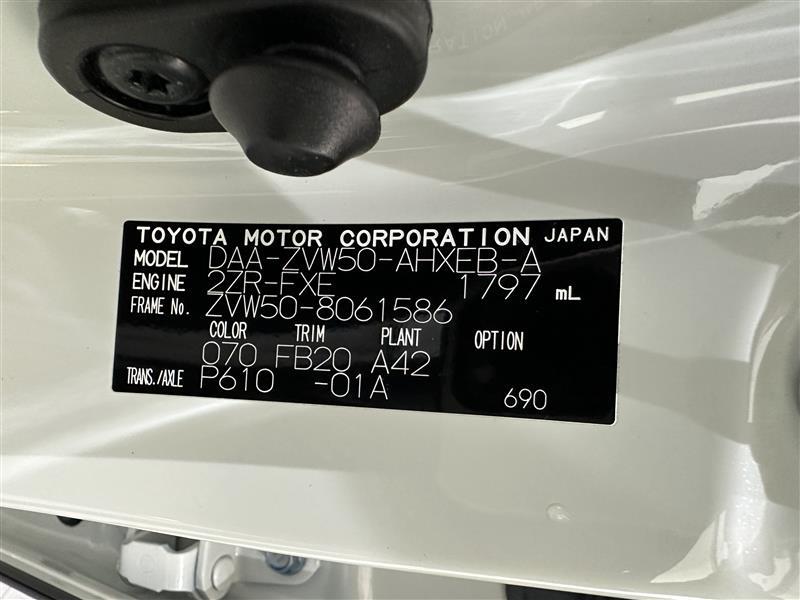 TOYOTA MOTOR CORPORATION JAPAN
MODEL DAA-ZVW50-AHXEB-A
ENGINE 2ZR-FXE 1797 mL
FRAME No. ZVW50-8061586
COLOR TRIM PLANT OPTION
070 FB20 A42
TRANS./AXLE P610 -01A
690